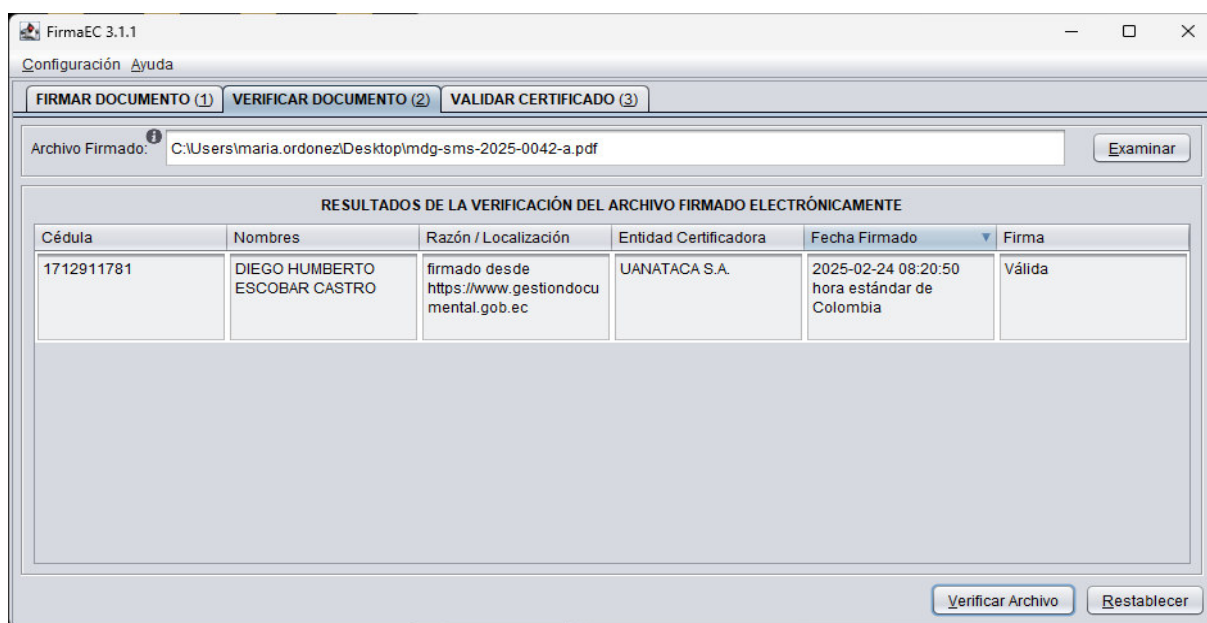 FirmaEC 3.1.1
Configuración Ayuda
FIRMAR DOCUMENTO (1) VERIFICAR DOCUMENTO (2) VALIDAR CERTIFICADO (3)
Archivo Firmado: C:\Users\maria.ordonez\Desktop\mdg-sms-2025-0042-a.pdf Examinar
RESULTADOS DE LA VERIFICACIÓN DEL ARCHIVO FIRMADO ELECTRÓNICAMENTE
Cédula Nombres Razón / Localización Entidad Certificadora Fecha Firmado Firma
1712911781 DIEGO HUMBERTO firmado desde UANATACA S.A. 2025-02-24 08:20:50 Válida
ESCOBAR CASTRO https://www.gestiondocu hora estándar de
mental.gob.ec Colombia
Verificar Archivo Restablecer